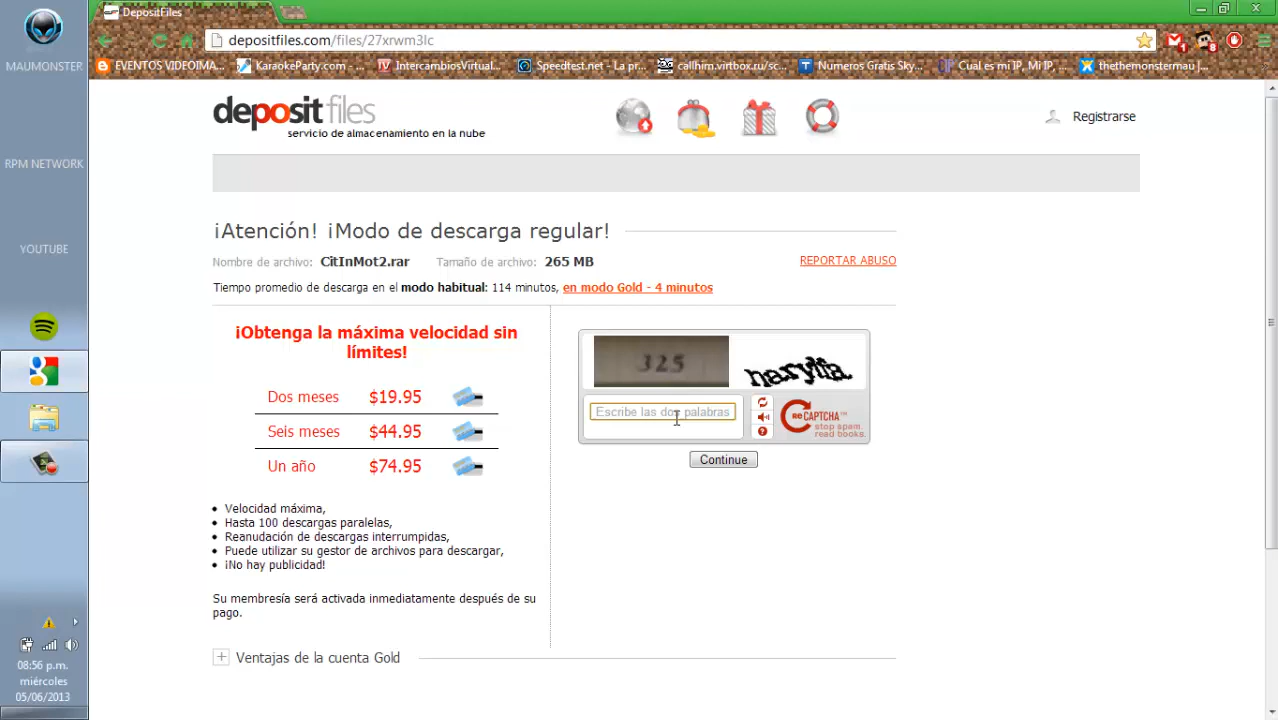 DepositFiles
depositfiles.com/files/27xrwm3lc
EVENTOS VIDEOIMA... KaraokeParty.com - ... IntercambiosVirtual... Speedtest.net - La pr... callhim.virtbox.ru/sc... Numeros Gratis Sky... Cual es mi IP, Mi IP, ... thethemonstermau |...
MAUMONSTER
RPM NETWORK
YOUTUBE
08:56 p.m.
miércoles
05/06/2013
deposit files
servicio de almacenamiento en la nube
Registrarse
¡Atención! ¡Modo de descarga regular!
Nombre de archivo: CitInMot2.rar Tamaño de archivo: 265 MB
REPORTAR ABUSO
Tiempo promedio de descarga en el modo habitual: 114 minutos, en modo Gold - 4 minutos
¡Obtenga la máxima velocidad sin
límites!
Dos meses $19.95
Seis meses $44.95
Un año $74.95
Velocidad máxima,
Hasta 100 descargas paralelas,
Reanudación de descargas interrumpidas,
Puede utilizar su gestor de archivos para descargar,
¡No hay publicidad!
Su membresía será activada inmediatamente después de su
pago.
Ventajas de la cuenta Gold
325
Escribe las dos palabras
reCAPTCHA™
stop spam.
read books.
Continue